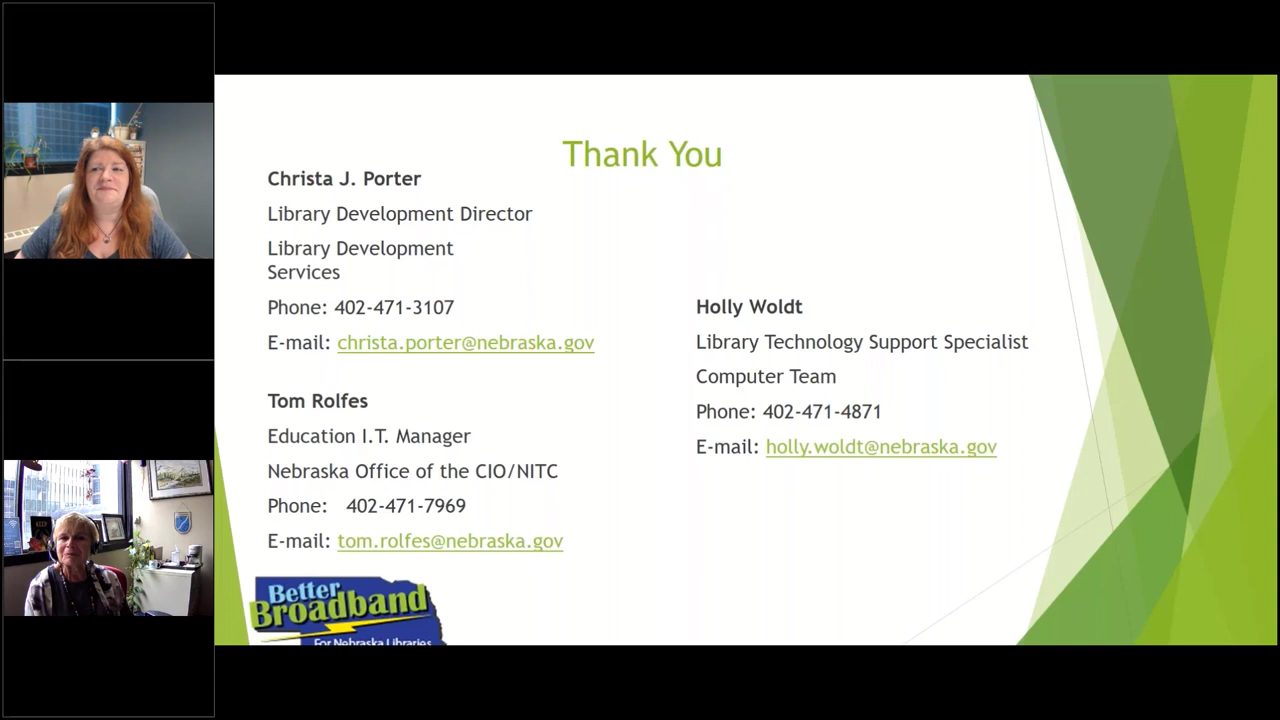 Thank You
Christa J. Porter
Library Development Director
Library Development
Services
Phone: 402-471-3107
E-mail: christa.porter@nebraska.gov
Tom Rolfes
Education I.T. Manager
Nebraska Office of the CIO/NITC
Phone: 402-471-7969
E-mail: tom.rolfes@nebraska.gov
Holly Woldt
Library Technology Support Specialist
Computer Team
Phone: 402-471-4871
E-mail: holly.woldt@nebraska.gov
Better
Broadband
For Nebraska Libraries